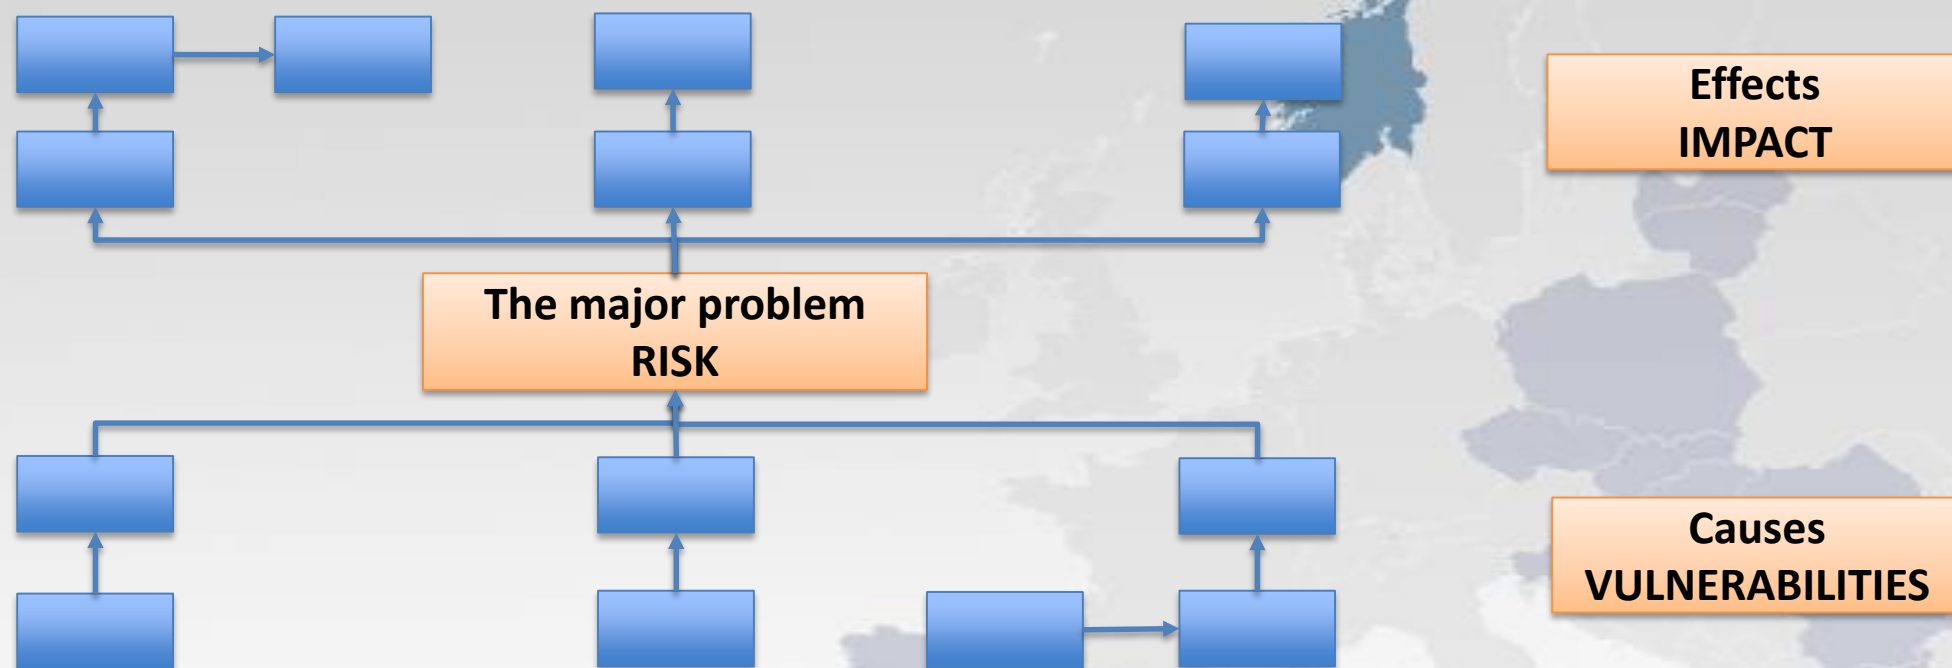 Effects
IMPACT
The major problem
RISK
Causes
VULNERABILITIES